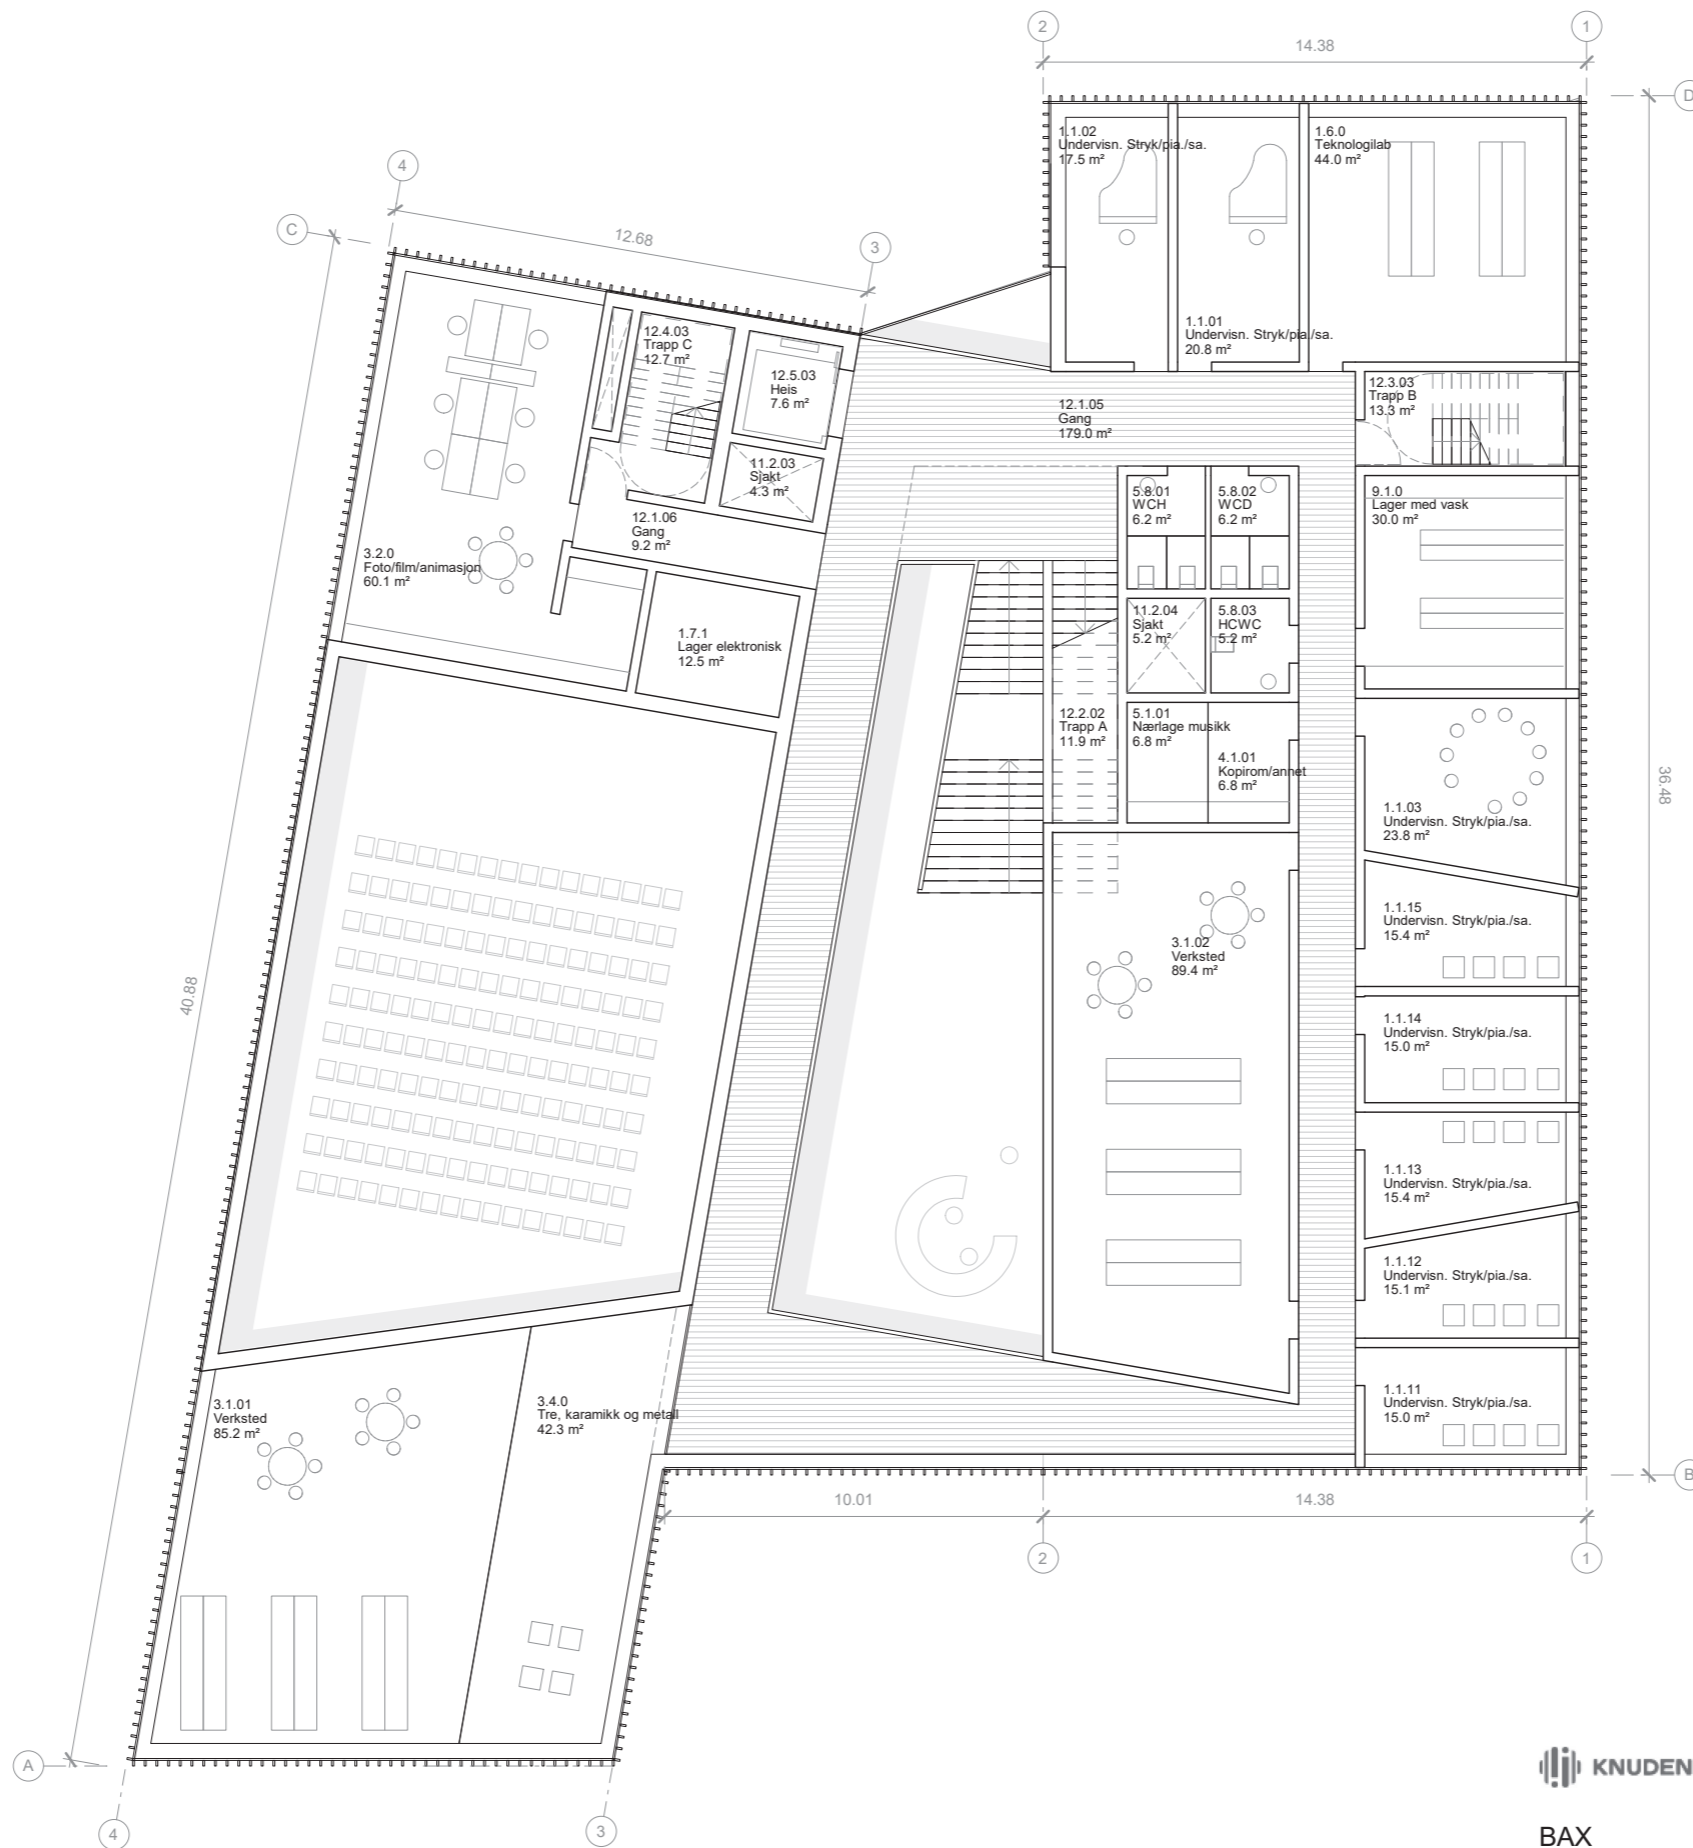 2
1
14.38
D
1.1.02
Undervisn. Stryk/pia./sa.
17.5 m²
1.6.0
Teknologilab
44.0 m²
4
C
12.68
3
1.1.01
Undervisn. Stryk/pia./sa.
20.8 m²
12.4.03
Trapp C
12.7 m²
12.5.03
Heis
7.6 m²
12.1.05
Gang
179.0 m²
12.3.03
Trapp B
13.3 m²
11.2.03
Sjakt
4.3 m²
12.1.06
Gang
9.2 m²
5.8.01
WCH
6.2 m²
5.8.02
WCD
6.2 m²
9.1.0
Lager med vask
30.0 m²
3.2.0
Foto/film/animasjon
60.1 m²
11.2.04
Sjakt
5.2 m²
5.8.03
HCWC
5.2 m²
1.7.1
Lager elektronisk
12.5 m²
12.2.02
Trapp A
11.9 m²
5.1.01
Nærlage musikk
6.8 m²
4.1.01
Kopirom/annet
6.8 m²
36.48
1.1.03
Undervisn. Stryk/pia./sa.
23.8 m²
1.1.15
Undervisn. Stryk/pia./sa.
15.4 m²
3.1.02
Verksted
89.4 m²
40.88
1.1.14
Undervisn. Stryk/pia./sa.
15.0 m²
1.1.13
Undervisn. Stryk/pia./sa.
15.4 m²
1.1.12
Undervisn. Stryk/pia./sa.
15.1 m²
1.1.11
Undervisn. Stryk/pia./sa.
15.0 m²
3.1.01
Verksted
85.2 m²
3.4.0
Tre, karamikk og metall
42.3 m²
B
10.01
14.38
2
1
A
4
3
KNUDEN
BAX